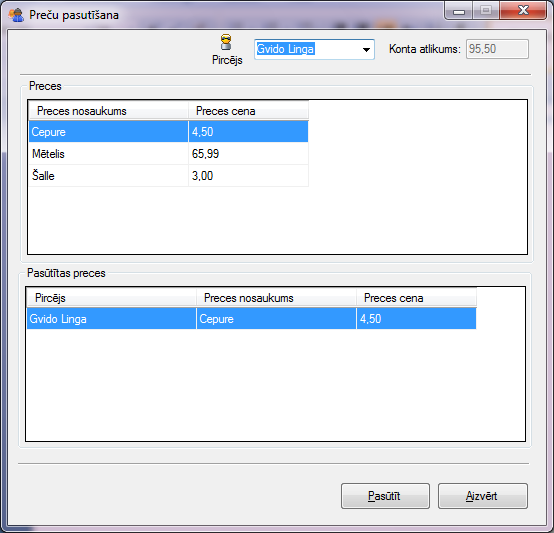 Preču pasutīšana
Pircējs Gvido Linga Konta atlikums: 95,50
Preces
Preces nosaukums Preces cena
Cepure 4,50
Mētelis 65,99
Šalle 3,00
Pasūtītas preces
Pircējs Preces nosaukums Preces cena
Gvido Linga Cepure 4,50
Pasūtīt Aizvērt